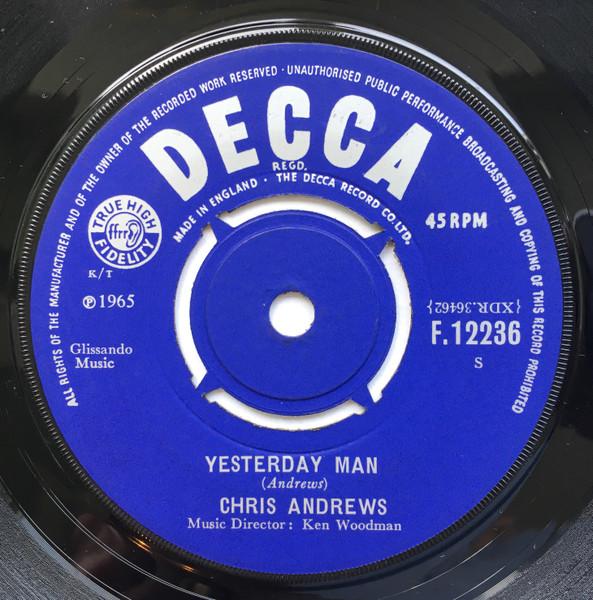 ALL RIGHTS OF THE MANUFACTURER AND OF THE OWNER OF THE RECORDED WORK RESERVED · UNAUTHORISED PUBLIC PERFORMANCE BROADCASTING AND COPYING OF THIS RECORD PROHIBITED
DECCA
REGD.
MADE IN ENGLAND · THE DECCA RECORD CO. LTD.
TRUE HIGH
ffrr
FIDELITY
45 RPM
K/T
℗ 1965
{XDR.36462}
F.12236
Glissando
Music
S
YESTERDAY MAN
(Andrews)
CHRIS ANDREWS
Music Director: Ken Woodman